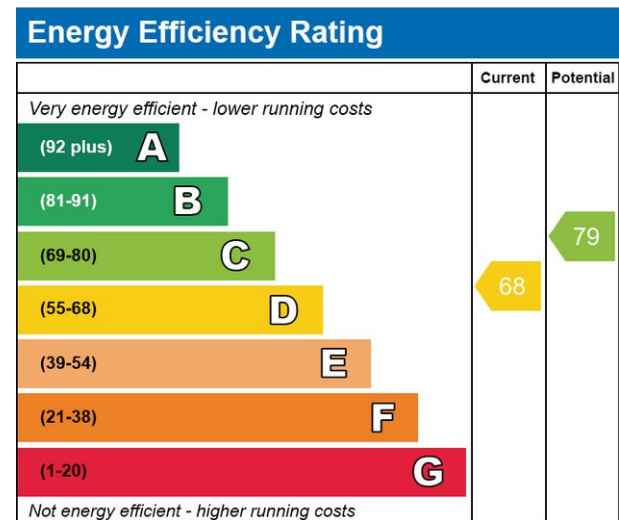 Energy Efficiency Rating
Current Potential
Very energy efficient - lower running costs
(92 plus) A
(81-91) B
(69-80) C
79
(55-68) D
68
(39-54) E
(21-38) F
(1-20) G
Not energy efficient - higher running costs